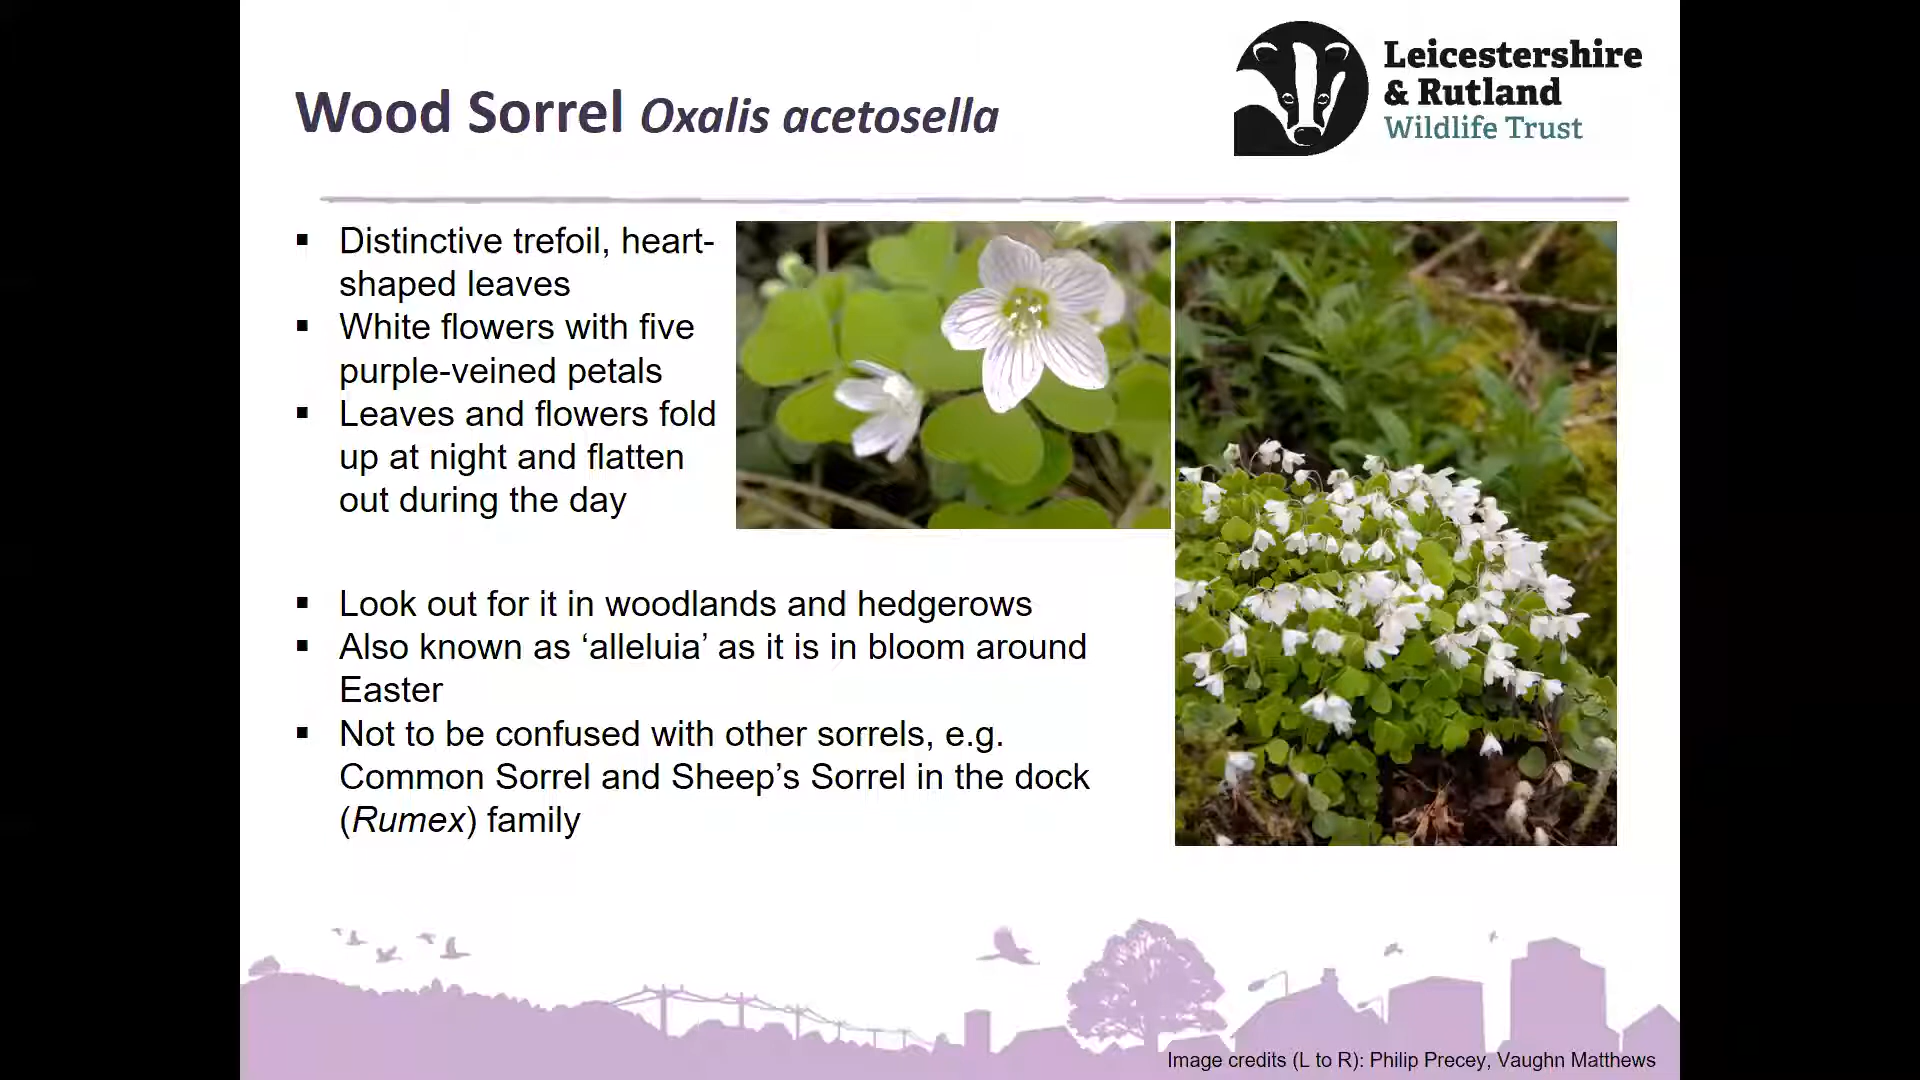 Wood Sorrel Oxalis acetosella
Leicestershire
& Rutland
Wildlife Trust
▪ Distinctive trefoil, heart-
shaped leaves
▪ White flowers with five
purple-veined petals
▪ Leaves and flowers fold
up at night and flatten
out during the day
▪ Look out for it in woodlands and hedgerows
▪ Also known as ‘alleluia’ as it is in bloom around
Easter
▪ Not to be confused with other sorrels, e.g.
Common Sorrel and Sheep’s Sorrel in the dock
(Rumex) family
Image credits (L to R): Philip Precey, Vaughn Matthews